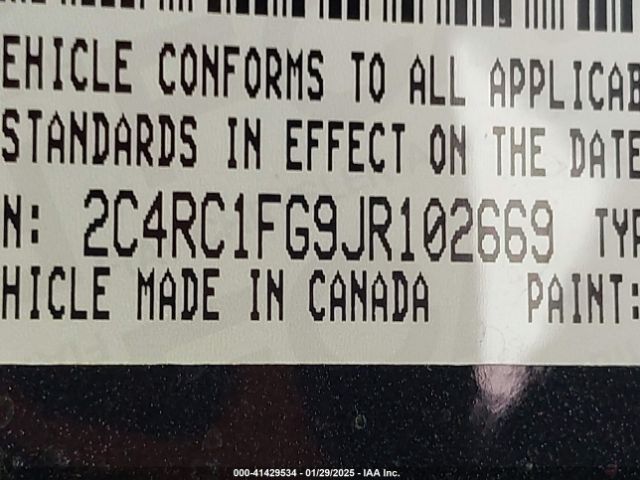 EHICLE CONFORMS TO ALL APPLICAB
STANDARDS IN EFFECT ON THE DATE
N: 2C4RC1FG9JR102669 TYP
HICLE MADE IN CANADA PAINT:
000-41429534 - 01/29/2025 - IAA Inc.